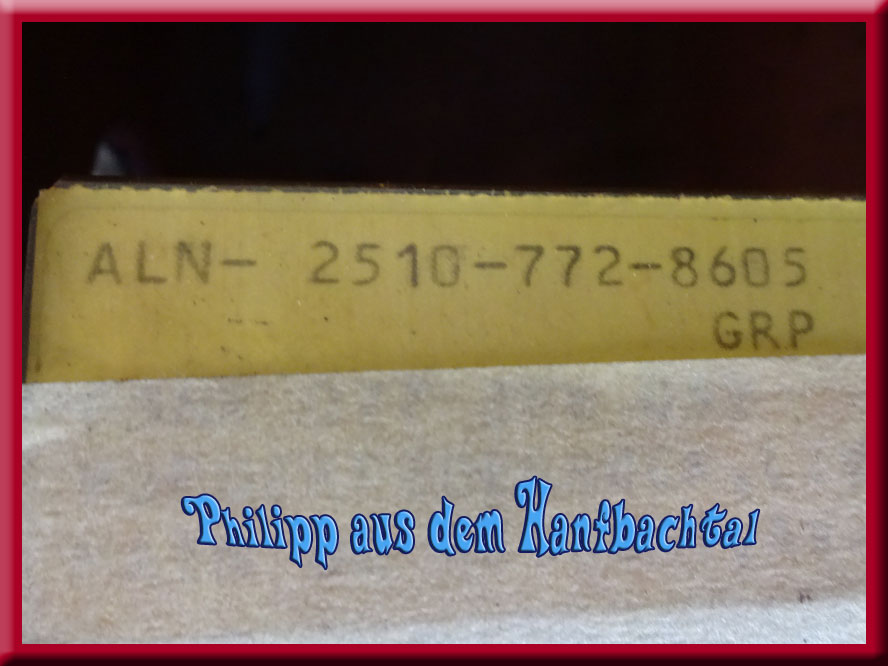 ALN- 2510-772-8605
GRP
Philipp aus dem Hanfbachtal